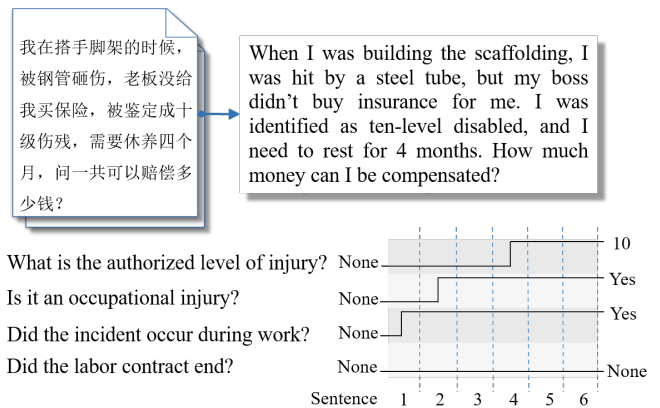 我在搭手脚架的时候，
被钢管砸伤，老板没给
我买保险，被鉴定成十
级伤残，需要休养四个
月，问一共可以赔偿多
少钱？
When I was building the scaffolding, I
was hit by a steel tube, but my boss
didn't buy insurance for me. I was
identified as ten-level disabled, and I
need to rest for 4 months. How much
money can I be compensated?
What is the authorized level of injury? None 10
Is it an occupational injury? None Yes
Did the incident occur during work? None Yes
Did the labor contract end? None None
Sentence 1 2 3 4 5 6